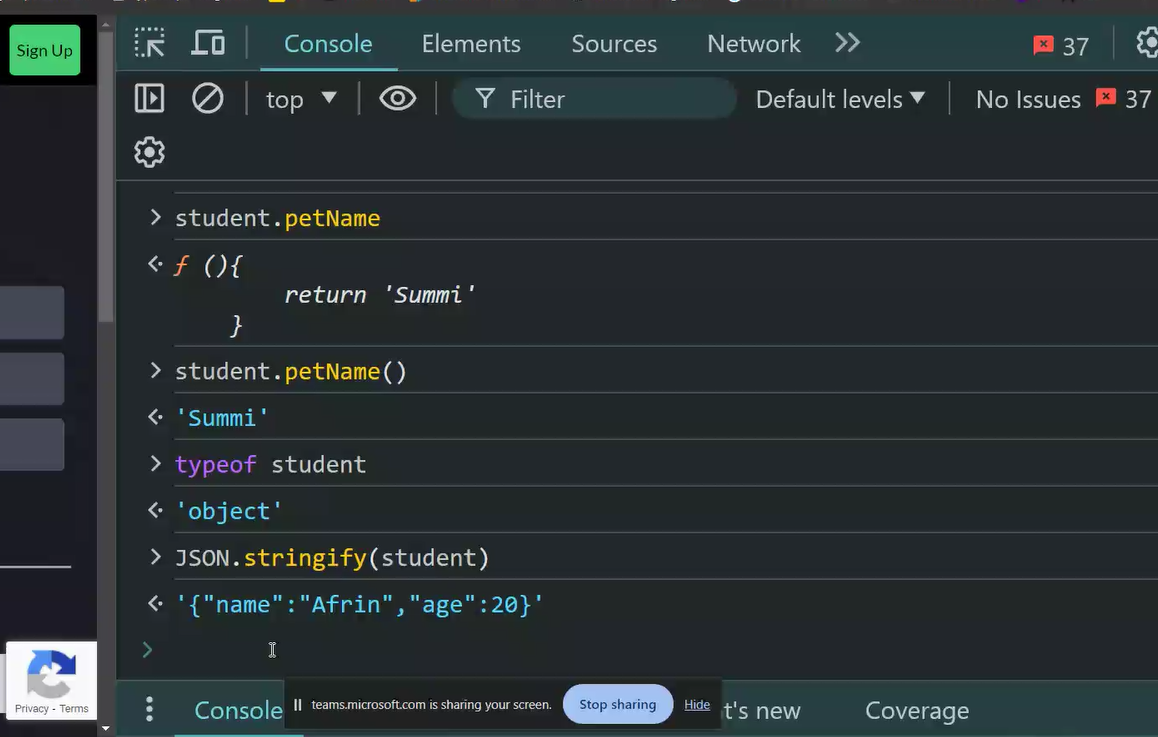 Sign Up
Console Elements Sources Network 37
top Filter Default levels No Issues 37
student.petName
f (){
return 'Summi'
}
student.petName()
'Summi'
typeof student
'object'
JSON.stringify(student)
'{"name":"Afrin","age":20}'
Privacy - Terms
teams.microsoft.com is sharing your screen. Stop sharing Hide
Console 't's new Coverage